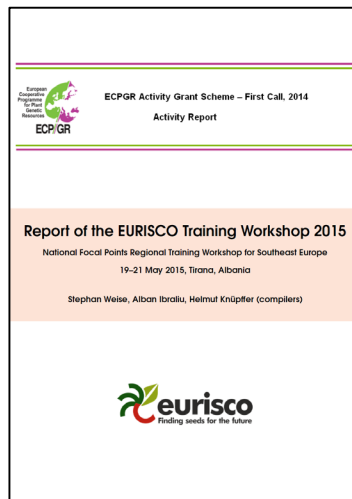 European
Cooperative
Programme
for Plant
Genetic
Resources
ECP/GR
ECPGR Activity Grant Scheme – First Call, 2014
Activity Report
Report of the EURISCO Training Workshop 2015
National Focal Points Regional Training Workshop for Southeast Europe
19–21 May 2015, Tirana, Albania
Stephan Weise, Alban Ibraliu, Helmut Knüpffer (compilers)
eurisco
Finding seeds for the future